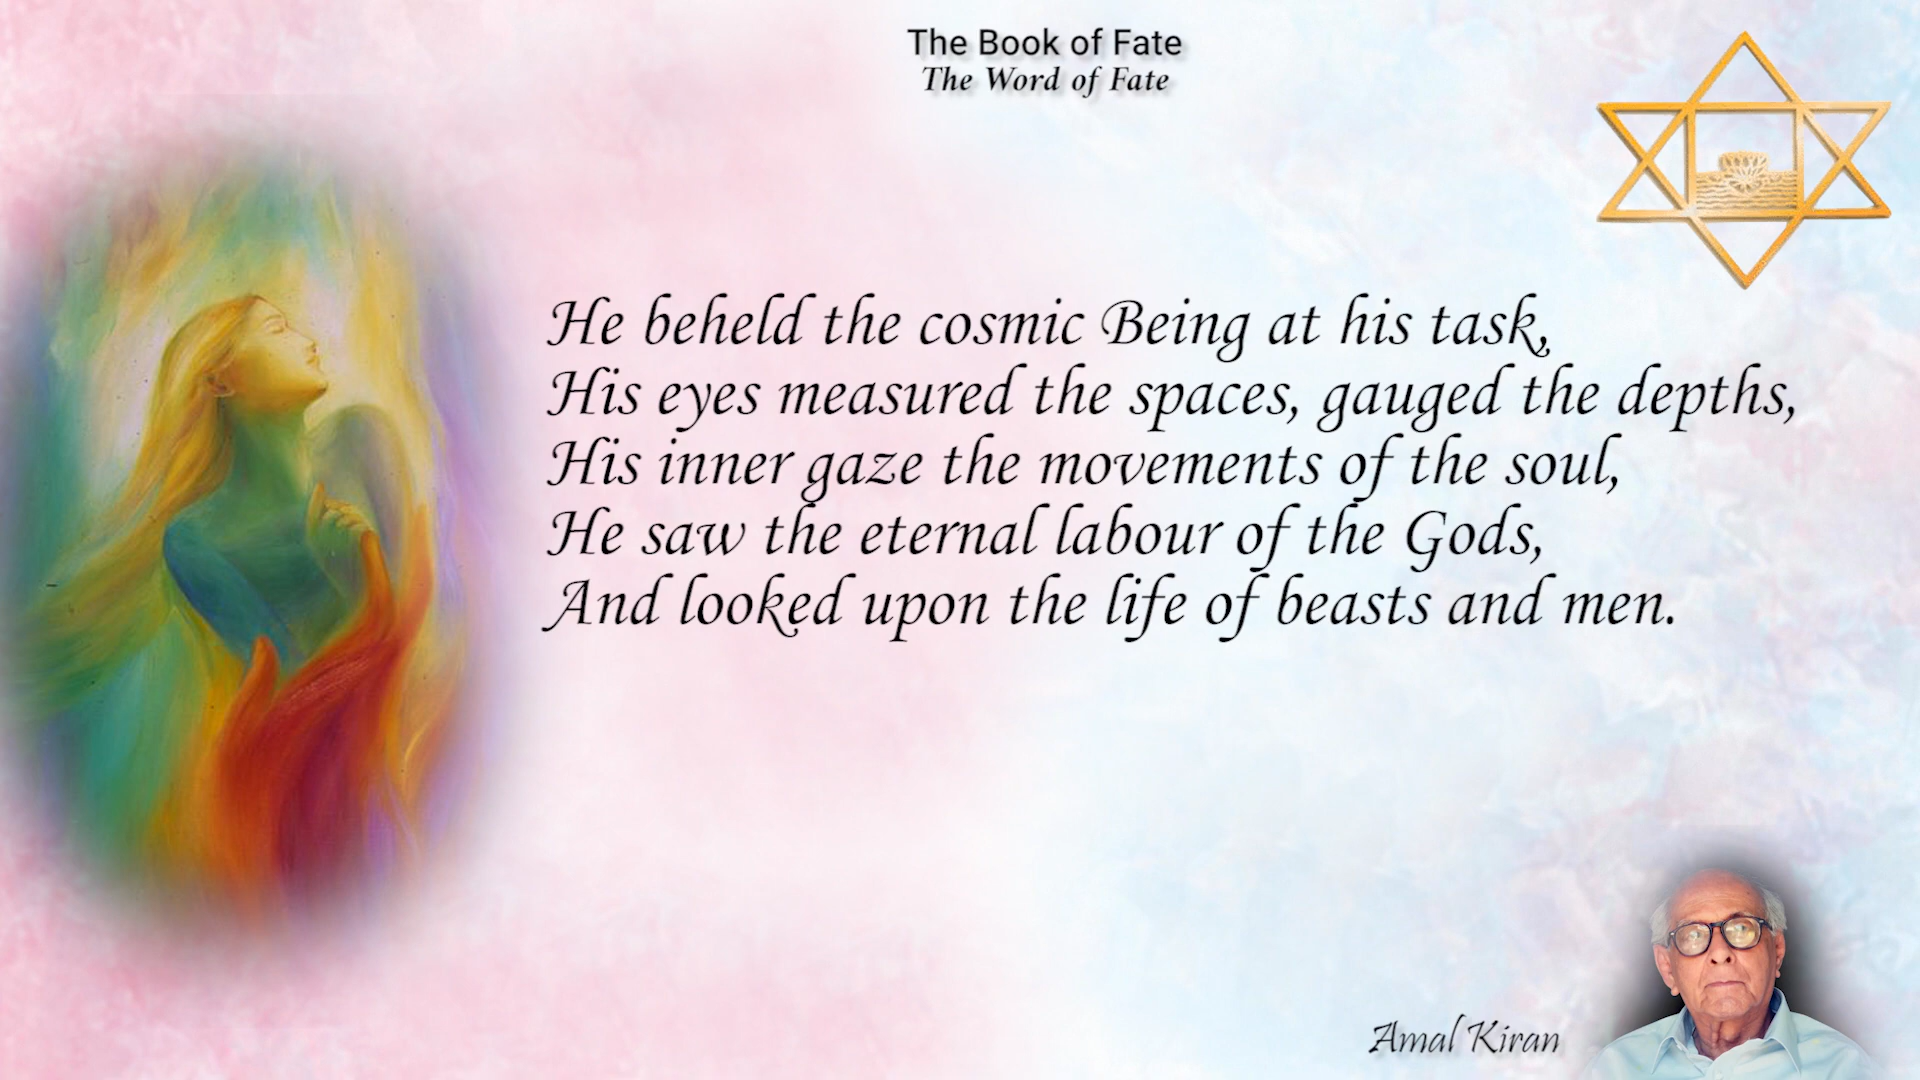 The Book of Fate
The Word of Fate
He beheld the cosmic Being at his task,
His eyes measured the spaces, gauged the depths,
His inner gaze the movements of the soul,
He saw the eternal labour of the Gods,
And looked upon the life of beasts and men.
Amal Kiran